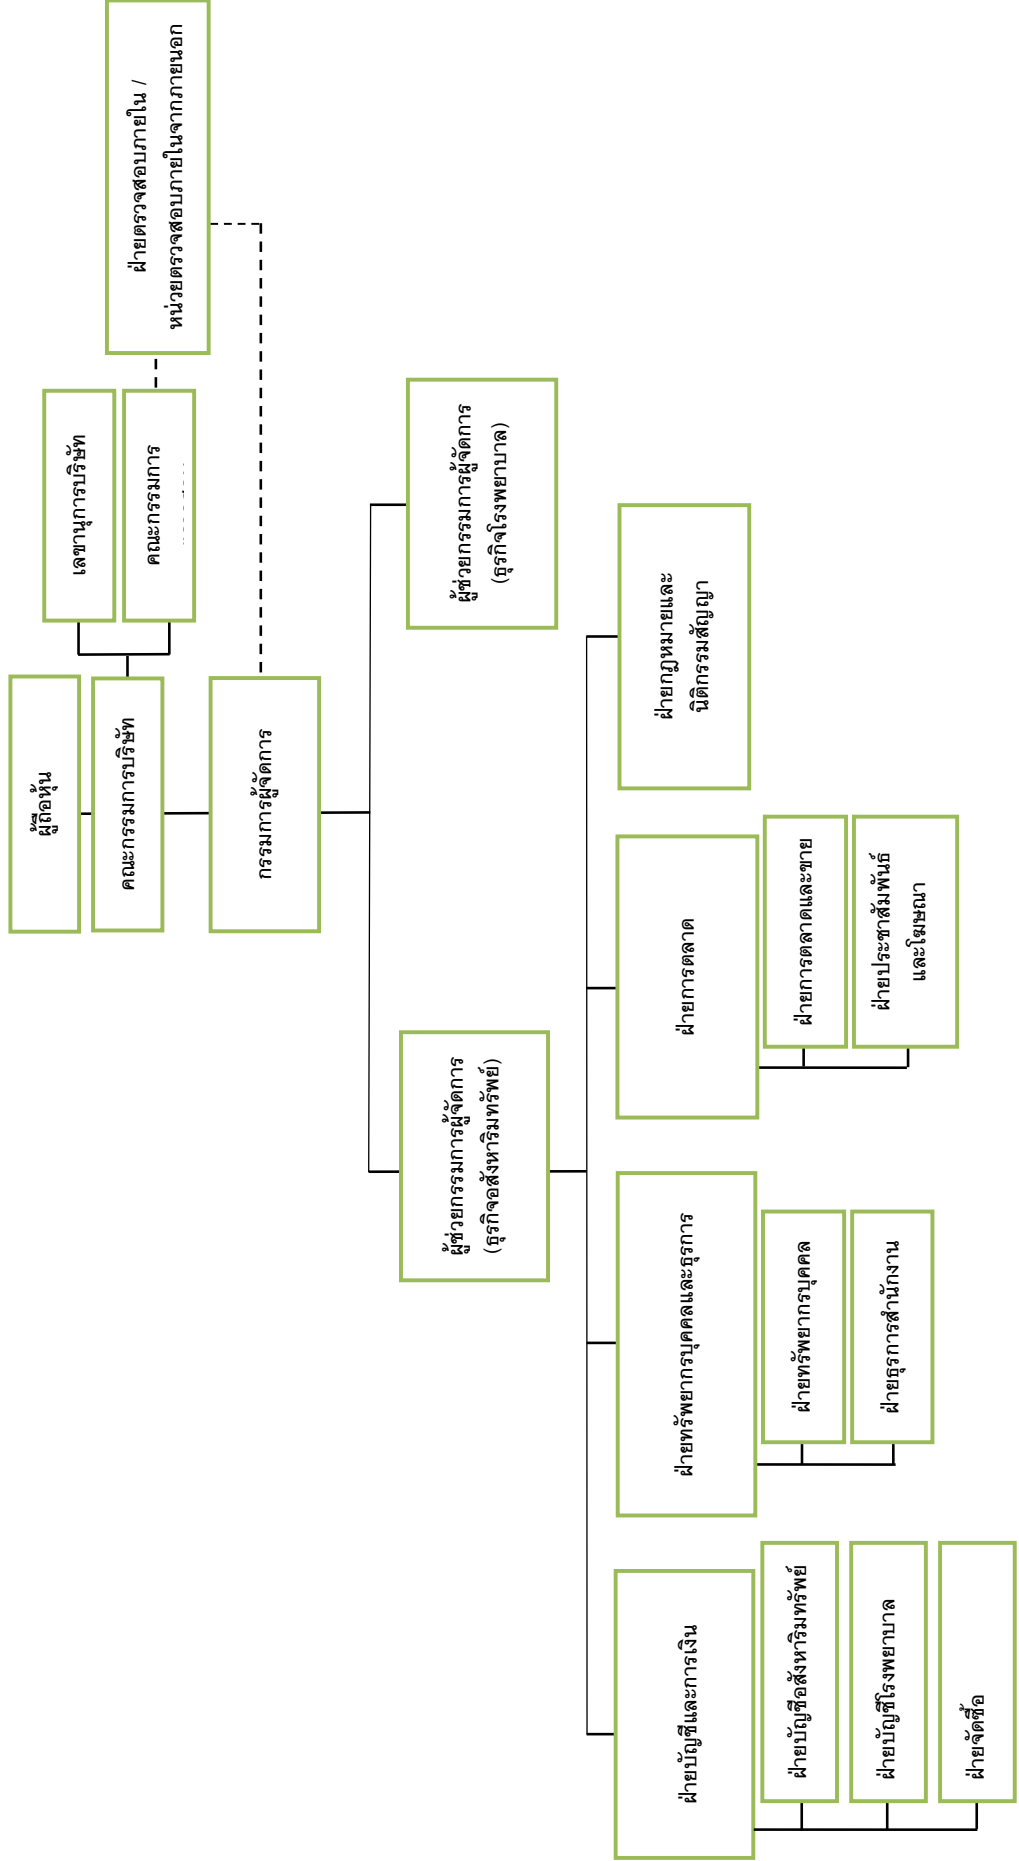 ผู้ถือหุ้น
คณะกรรมการบริษัท
เลขานุการบริษัท
คณะกรรมการ
ฝ่ายตรวจสอบภายใน /
หน่วยตรวจสอบภายในจากภายนอก
กรรมการผู้จัดการ
ผู้ช่วยกรรมการผู้จัดการ
(ธุรกิจอสังหาริมทรัพย์)
ผู้ช่วยกรรมการผู้จัดการ
(ธุรกิจโรงพยาบาล)
ฝ่ายบัญชีและการเงิน
ฝ่ายบัญชีอสังหาริมทรัพย์
ฝ่ายบัญชีโรงพยาบาล
ฝ่ายจัดซื้อ
ฝ่ายทรัพยากรบุคคลและธุรการ
ฝ่ายทรัพยากรบุคคล
ฝ่ายธุรการสำนักงาน
ฝ่ายการตลาด
ฝ่ายการตลาดและขาย
ฝ่ายประชาสัมพันธ์
และโฆษณา
ฝ่ายกฎหมายและ
นิติกรรมสัญญา